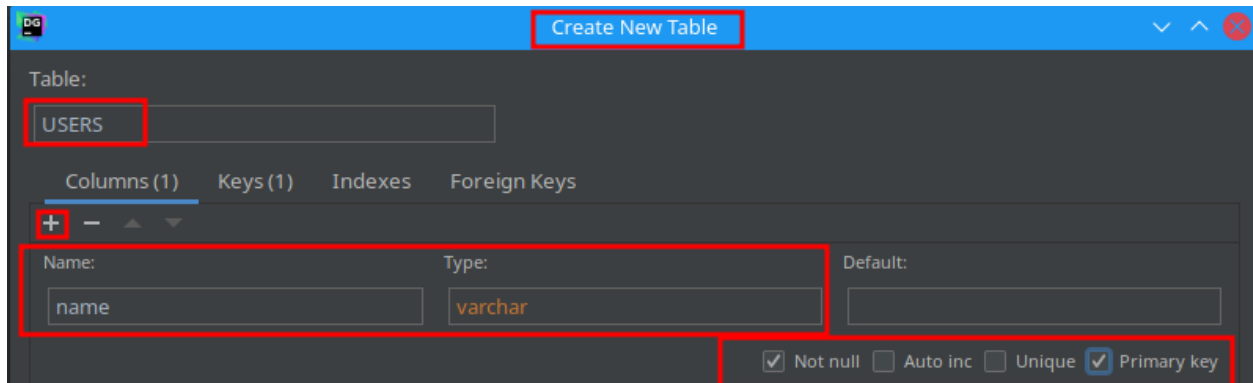 DG
Create New Table
Table:
USERS
Columns (1) Keys (1) Indexes Foreign Keys
Name: Type: Default:
name varchar
Not null Auto inc Unique Primary key